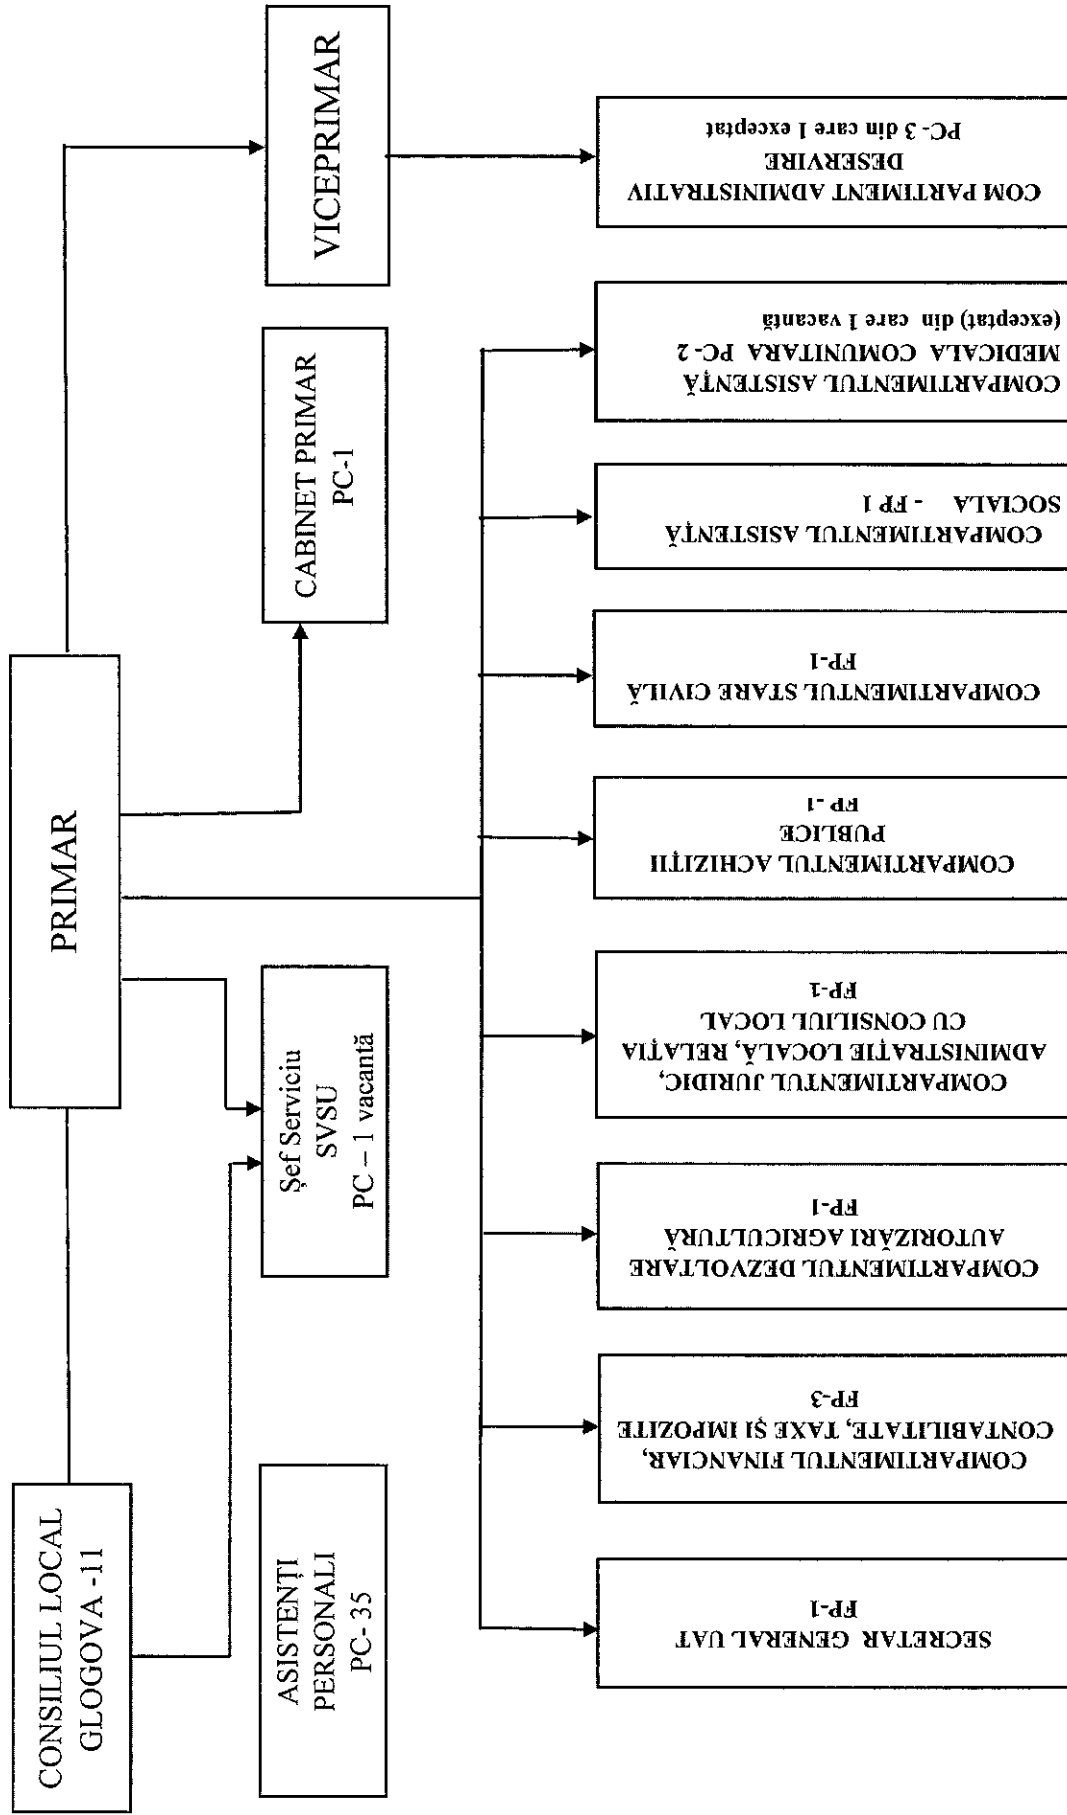 CONSILIUL LOCAL
GLOGOVA -11
PRIMAR
ASISTENȚI
PERSONALI
PC- 35
Șef Serviciu
SVSU
PC – 1 vacantă
CABINET PRIMAR
PC-1
VICEPRIMAR
SECRETAR GENERAL UAT
FP-1
COMPARTIMENTUL FINANCIAR,
CONTABILITATE, TAXE ȘI IMPOZITE
FP-3
COMPARTIMENTUL DEZVOLTARE
AUTORIZĂRI AGRICULTURĂ
FP-1
COMPARTIMENTUL JURIDIC,
ADMINISTRAȚIE LOCALĂ, RELAȚIA
CU CONSILIUL LOCAL
FP-1
COMPARTIMENTUL ACHIZIȚII
PUBLICE
FP -1
COMPARTIMENTUL STARE CIVILĂ
FP-1
COMPARTIMENTUL ASISTENȚĂ
SOCIALA - FP 1
COMPARTIMENTUL ASISTENȚĂ
MEDICALA COMUNITARA PC- 2
(exceptat) din care 1 vacantă
COM PARTIMENT ADMINISTRATIV
DESERVIRE
PC- 3 din care 1 exceptat